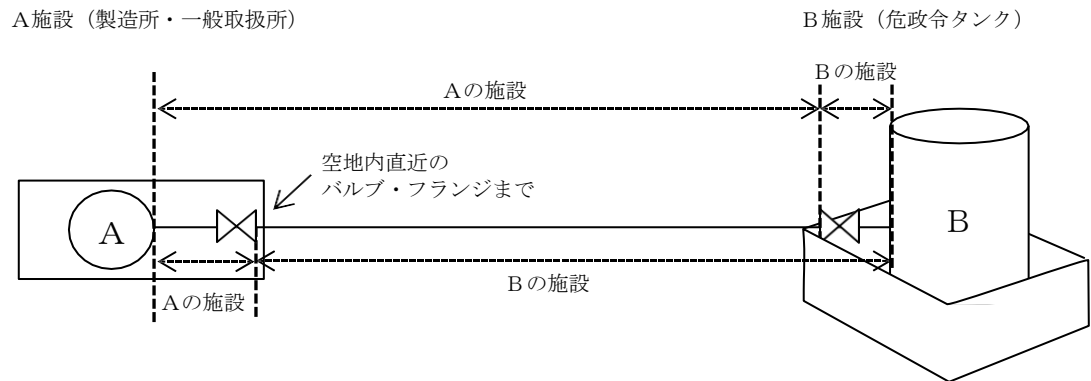 A施設(製造所・一般取扱所)
B施設(危政令タンク)
Bの施設
Aの施設
空地内直近の
バルブ・フランジまで
A
B
Bの施設
Aの施設